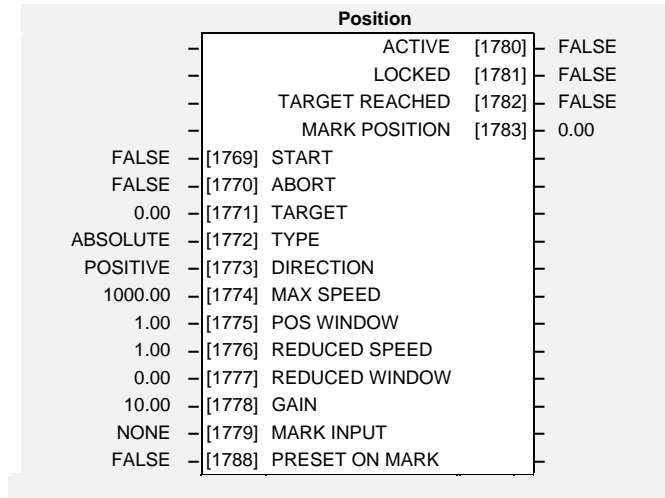 Position
ACTIVE [1780] – FALSE
LOCKED [1781] – FALSE
TARGET REACHED [1782] – FALSE
MARK POSITION [1783] – 0.00
FALSE – [1769] START
FALSE – [1770] ABORT
0.00 – [1771] TARGET
ABSOLUTE – [1772] TYPE
POSITIVE – [1773] DIRECTION
1000.00 – [1774] MAX SPEED
1.00 – [1775] POS WINDOW
1.00 – [1776] REDUCED SPEED
0.00 – [1777] REDUCED WINDOW
10.00 – [1778] GAIN
NONE – [1779] MARK INPUT
FALSE – [1788] PRESET ON MARK